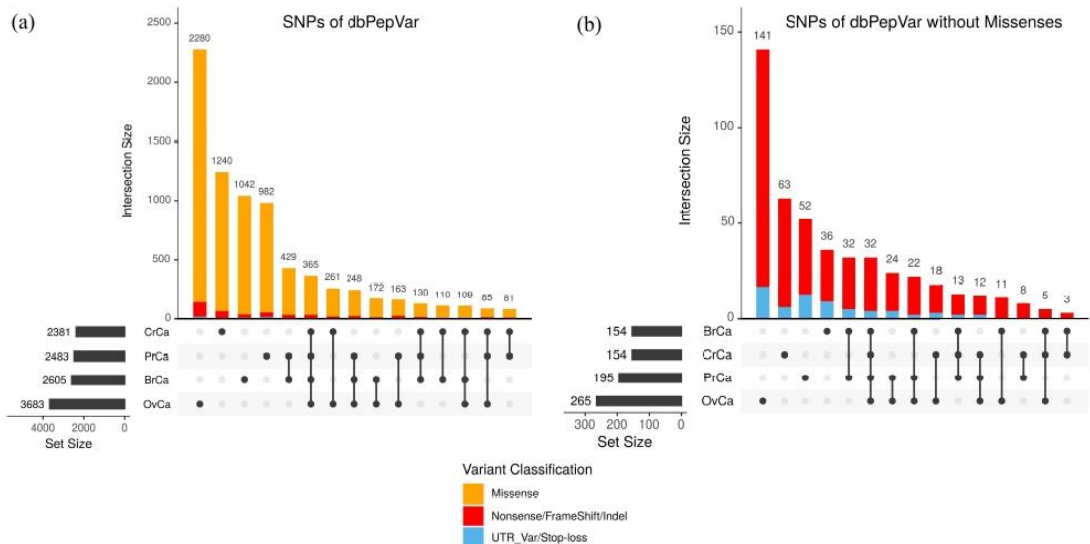 (a)
SNPs of dbPepVar
2500
2000
1500
1000
500
0
Intersection Size
2280
1240
1042
982
429
365
261
248
172
163
130
110
109
85
81
2381 CrCa
2483 PrCa
2605 BrCa
3683 OvCa
4000 2000 0
Set Size
(b)
SNPs of dbPepVar without Missenses
150
100
50
0
Intersection Size
141
63
52
36
32
32
24
22
18
13
12
11
8
5
3
154 BrCa
154 CrCa
195 PrCa
265 OvCa
300 200 100 0
Set Size
Variant Classification
Missense
Nonsense/FrameShift/Indel
UTR_Var/Stop-loss